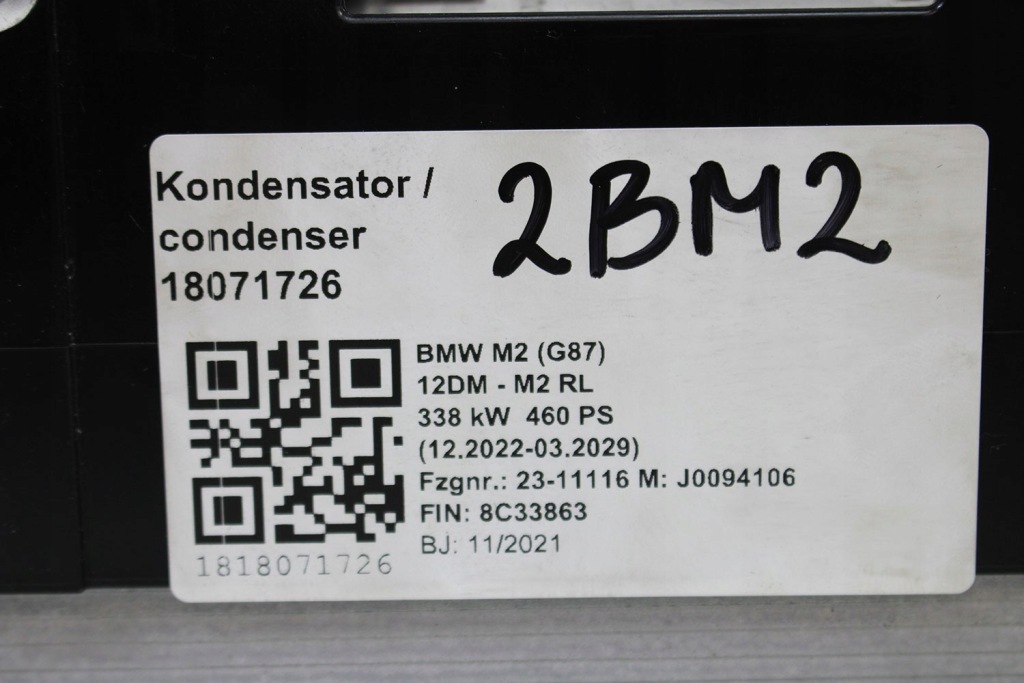 Kondensator /
condenser
18071726
2BM2
BMW M2 (G87)
12DM - M2 RL
338 kW 460 PS
(12.2022-03.2029)
Fzgnr.: 23-11116 M: J0094106
FIN: 8C33863
BJ: 11/2021
1818071726